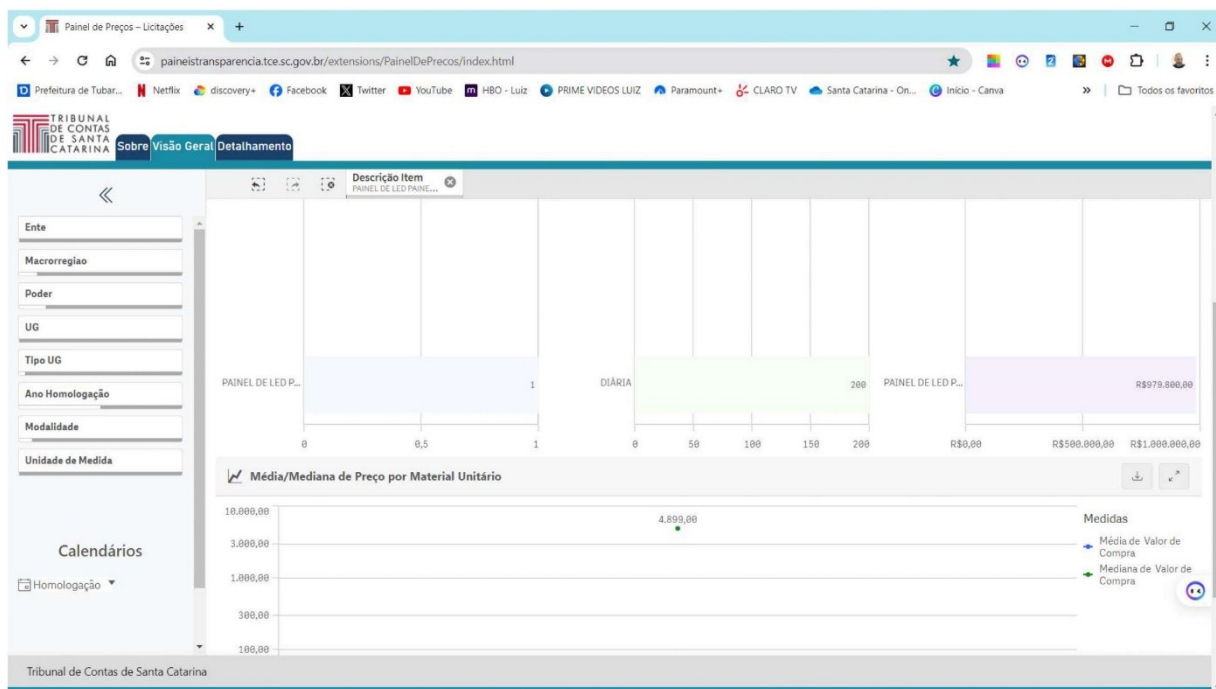 Painel de Preços – Licitações
paineistransparencia.tce.sc.gov.br/extensions/PainelDePrecos/index.html
Prefeitura de Tubar... Netflix discovery+ Facebook Twitter YouTube HBO - Luiz PRIME VIDEOS LUIZ Paramount+ CLARO TV Santa Catarina - On... Início - Canva » Todos os favoritos
TRIBUNAL
DE CONTAS
DE SANTA
CATARINA
Sobre Visão Geral Detalhamento
Descrição Item
PAINEL DE LED PAINE...
Ente
Macrorregiao
Poder
UG
Tipo UG
Ano Homologação
Modalidade
Unidade de Medida
Calendários
Homologação
PAINEL DE LED P... 1 DIÁRIA 200 PAINEL DE LED P... R$979.800,00
0 0,5 1 0 50 100 150 200 R$0,00 R$500.000,00 R$1.000.000,00
Média/Mediana de Preço por Material Unitário
10.000,00
4.899,00
3.000,00
1.000,00
300,00
100,00
Medidas
Média de Valor de
Compra
Mediana de Valor de
Compra
Tribunal de Contas de Santa Catarina